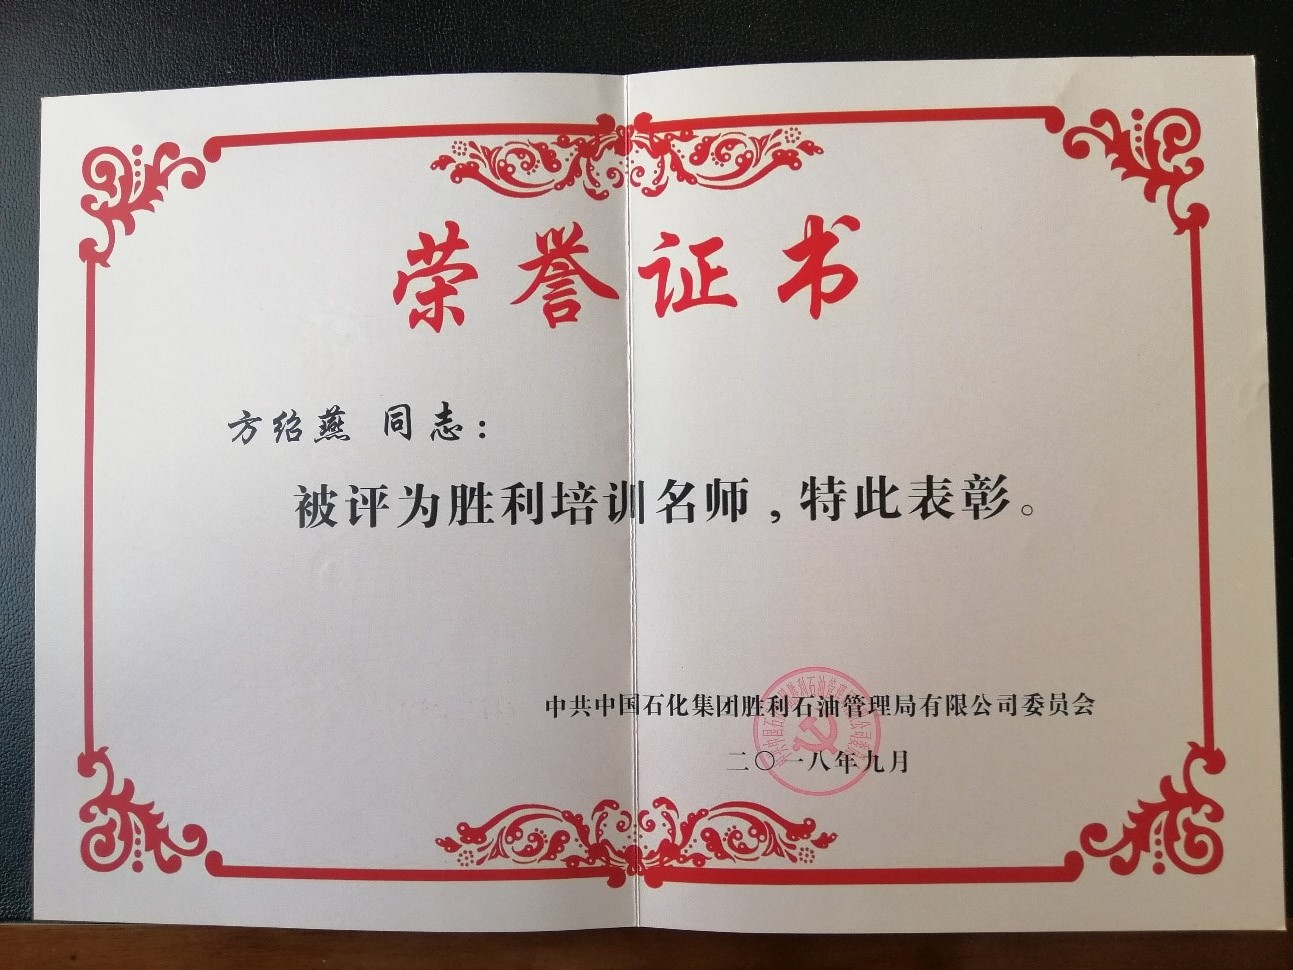 荣誉证书
方绍燕 同志：
被评为胜利培训名师，特此表彰。
中共中国石化集团胜利石油管理局有限公司委员会
二〇一八年九月